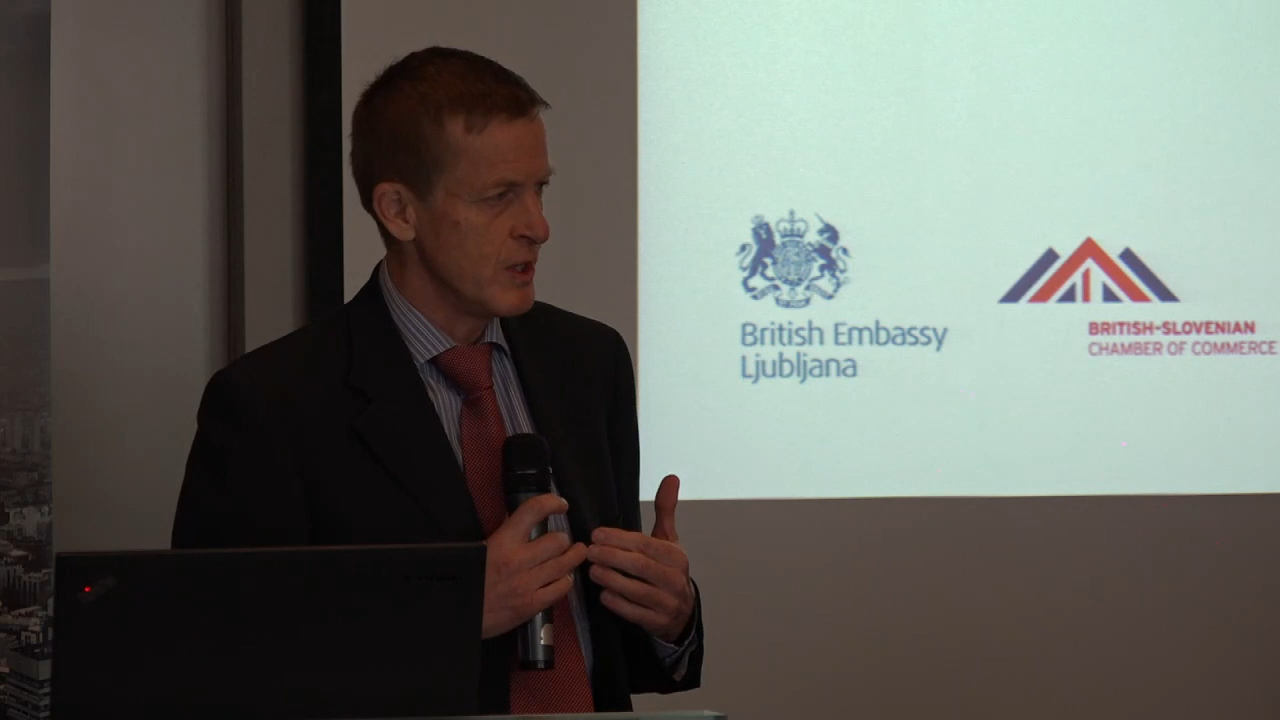 British Embassy
Ljubljana
BRITISH-SLOVENIAN
CHAMBER OF COMMERCE